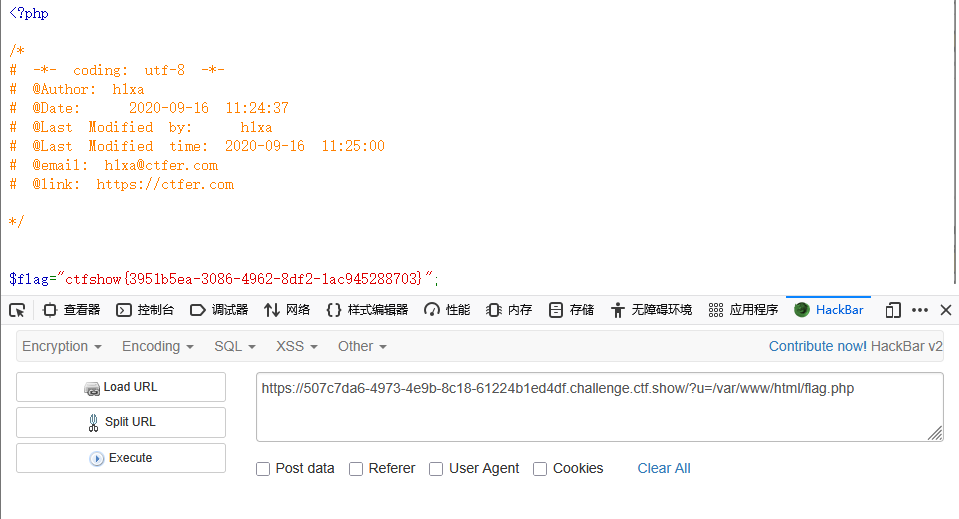 <?php
/*
# -*- coding: utf-8 -*-
# @Author: h1xa
# @Date: 2020-09-16 11:24:37
# @Last Modified by: h1xa
# @Last Modified time: 2020-09-16 11:25:00
# @email: h1xa@ctfer.com
# @link: https://ctfer.com
*/
$flag="ctfshow{3951b5ea-3086-4962-8df2-1ac945288703}";
查看器 控制台 调试器 网络 样式编辑器 性能 内存 存储 无障碍环境 应用程序 HackBar
Encryption Encoding SQL XSS Other Contribute now! HackBar v2
Load URL
Split URL
Execute
https://507c7da6-4973-4e9b-8c18-61224b1ed4df.challenge.ctf.show/?u=/var/www/html/flag.php
Post data Referer User Agent Cookies Clear All